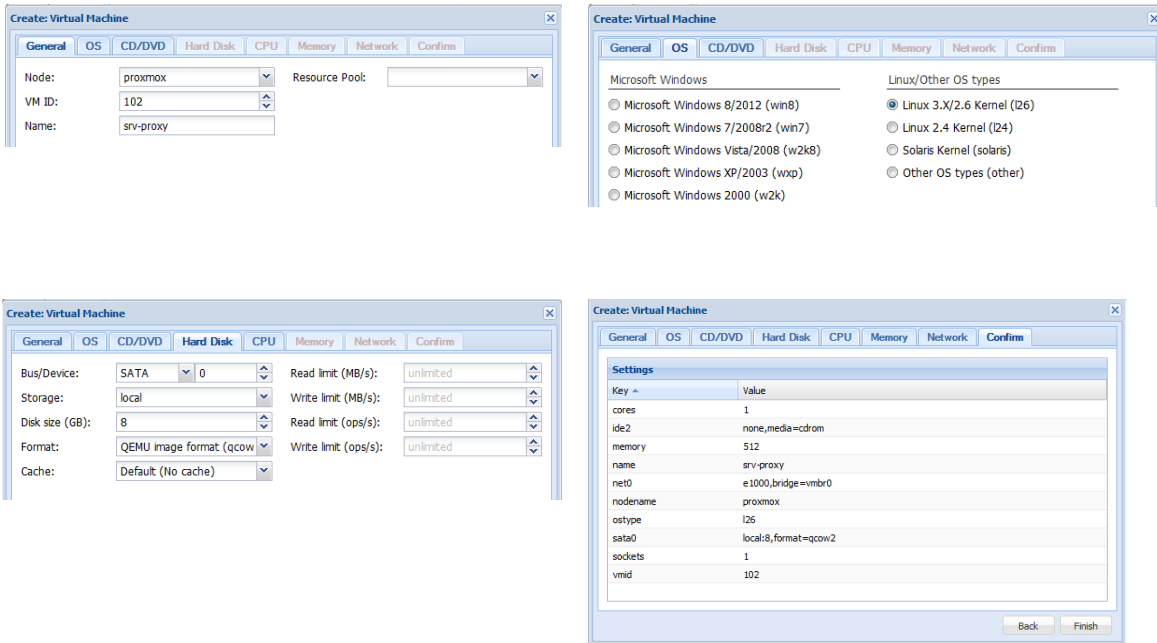 Create: Virtual Machine
General OS CD/DVD Hard Disk CPU Memory Network Confirm
Node: proxmox Resource Pool:
VM ID: 102
Name: srv-proxy
Create: Virtual Machine
General OS CD/DVD Hard Disk CPU Memory Network Confirm
Microsoft Windows Linux/Other OS types
Microsoft Windows 8/2012 (win8) Linux 3.X/2.6 Kernel (l26)
Microsoft Windows 7/2008r2 (win7) Linux 2.4 Kernel (l24)
Microsoft Windows Vista/2008 (w2k8) Solaris Kernel (solaris)
Microsoft Windows XP/2003 (wxp) Other OS types (other)
Microsoft Windows 2000 (w2k)
Create: Virtual Machine
General OS CD/DVD Hard Disk CPU Memory Network Confirm
Bus/Device: SATA 0 Read limit (MB/s): unlimited
Storage: local Write limit (MB/s): unlimited
Disk size (GB): 8 Read limit (ops/s): unlimited
Format: QEMU image format (qcow Write limit (ops/s): unlimited
Cache: Default (No cache)
Create: Virtual Machine
General OS CD/DVD Hard Disk CPU Memory Network Confirm
Settings
Key Value
cores 1
ide2 none,media=cdrom
memory 512
name srv-proxy
net0 e1000,bridge=vmbr0
nodename proxmox
ostype l26
sata0 local:8,format=qcow2
sockets 1
vmid 102
Back Finish